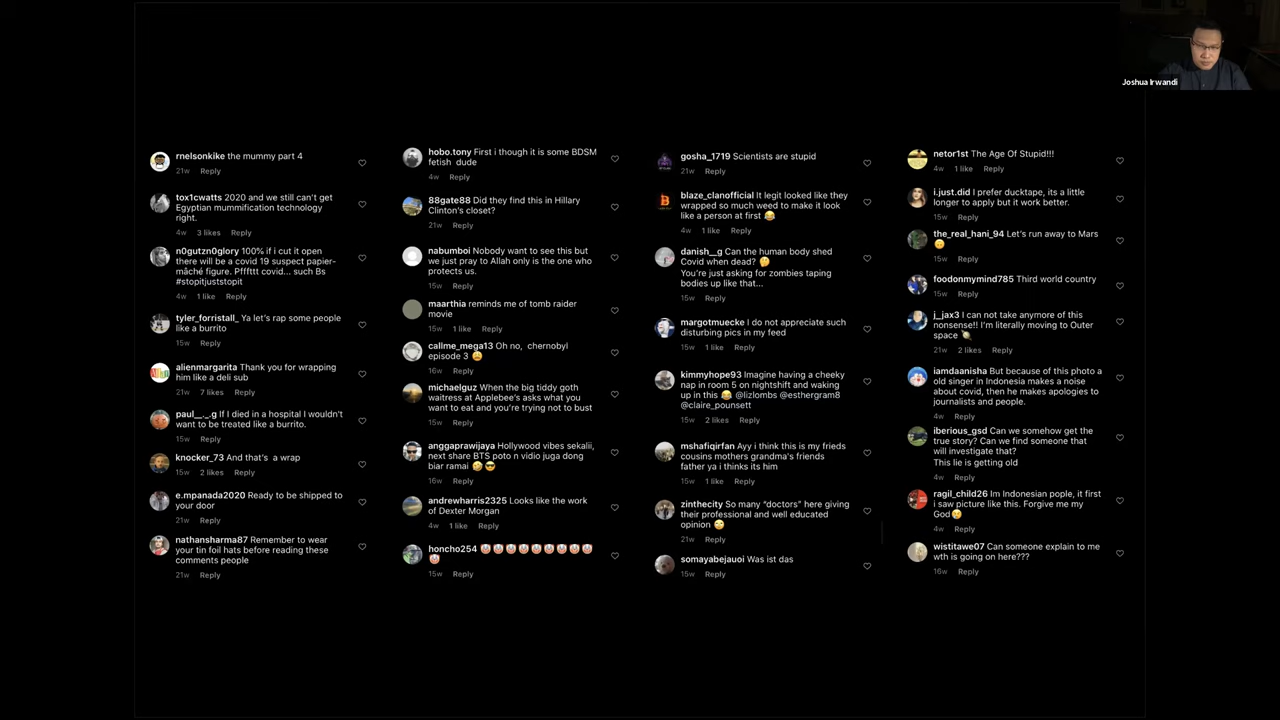 Joshua Irwandi
rnelsonkike the mummy part 4
21w Reply
tox1cwatts 2020 and we still can't get
Egyptian mummification technology
right.
4w 3 likes Reply
n0gutzn0glory 100% if i cut it open
there will be a covid 19 suspect papier-
mâché figure. Pfffttt covid... such Bs
#stopitjuststopit
4w 1 like Reply
tyler_forristall_ Ya let's rap some people
like a burrito
15w Reply
alienmargarita Thank you for wrapping
him like a deli sub
21w 7 likes Reply
paul__._.g If I died in a hospital I wouldn't
want to be treated like a burrito.
15w Reply
knocker_73 And that's a wrap
15w 2 likes Reply
e.mpanada2020 Ready to be shipped to
your door
21w Reply
nathansharma87 Remember to wear
your tin foil hats before reading these
comments people
21w Reply
hobo.tony First i though it is some BDSM
fetish dude
4w Reply
88gate88 Did they find this in Hillary
Clinton's closet?
21w Reply
nabumboi Nobody want to see this but
we just pray to Allah only is the one who
protects us.
15w Reply
maarthia reminds me of tomb raider
movie
15w 1 like Reply
callme_mega13 Oh no, chernobyl
episode 3 😩
16w Reply
michaelguz When the big tiddy goth
waitress at Applebee's asks what you
want to eat and you're trying not to bust
15w Reply
anggaprawijaya Hollywood vibes sekalii,
next share BTS poto n vidio juga dong
biar ramai 🤣😎
16w Reply
andrewharris2325 Looks like the work
of Dexter Morgan
4w 1 like Reply
honcho254 🤡🤡🤡🤡🤡🤡🤡🤡🤡
🤡
15w Reply
gosha_1719 Scientists are stupid
21w Reply
blaze_clanofficial It legit looked like they
wrapped so much weed to make it look
like a person at first 😂
4w 1 like Reply
danish__g Can the human body shed
Covid when dead? 🤔
You're just asking for zombies taping
bodies up like that...
15w Reply
margotmuecke I do not appreciate such
disturbing pics in my feed
15w 1 like Reply
kimmyhope93 Imagine having a cheeky
nap in room 5 on nightshift and waking
up in this 😂 @lizlombs @esthergram8
@claire_pounsett
15w 2 likes Reply
mshafiqirfan Ayy i think this is my frieds
cousins mothers grandma's friends
father ya i thinks its him
15w 1 like Reply
zinthecity So many “doctors” here giving
their professional and well educated
opinion 🙄
21w Reply
somayabejauoi Was ist das
15w Reply
netor1st The Age Of Stupid!!!
4w 1 like Reply
i.just.did I prefer ducktape, its a little
longer to apply but it work better.
15w Reply
the_real_hani_94 Let's run away to Mars
😊
15w Reply
foodonmymind785 Third world country
15w Reply
j_jax3 I can not take anymore of this
nonsense!! I'm literally moving to Outer
space 🪐
21w 2 likes Reply
iamdaanisha But because of this photo a
old singer in Indonesia makes a noise
about covid, then he makes apologies to
journalists and people.
4w Reply
iberious_gsd Can we somehow get the
true story? Can we find someone that
will investigate that?
This lie is getting old
4w Reply
ragil_child26 Im Indonesian pople, it first
i saw picture like this. Forgive me my
God😢
4w Reply
wistitawe07 Can someone explain to me
wth is going on here???
16w Reply